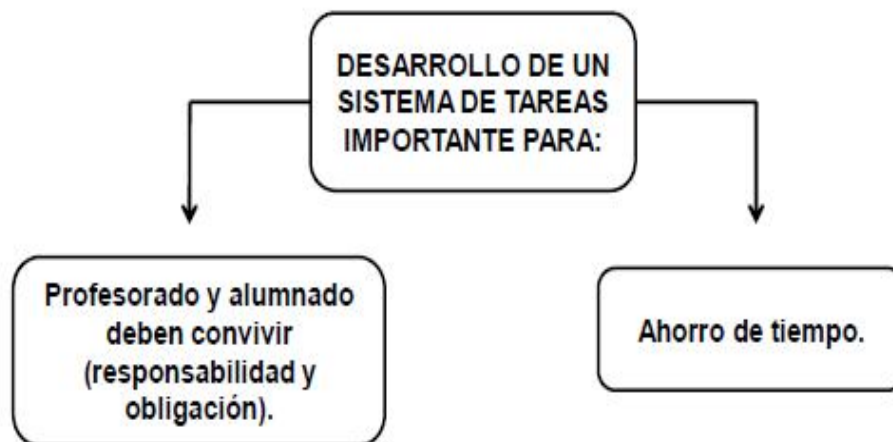 DESARROLLO DE UN
SISTEMA DE TAREAS
IMPORTANTE PARA:
Profesorado y alumnado
deben convivir
(responsabilidad y
obligación).
Ahorro de tiempo.